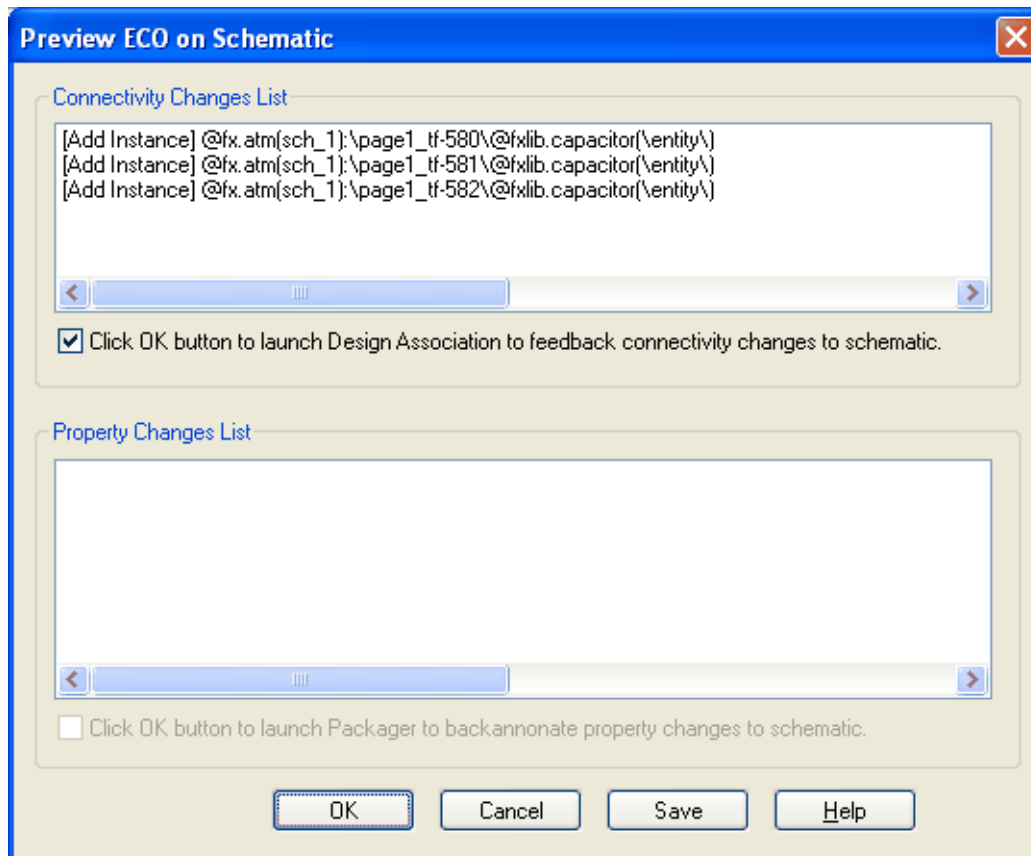 Preview ECO on Schematic
Connectivity Changes List
[Add Instance] @fx.atm(sch_1):\page1_tf-580\@fxlib.capacitor(\entity\)
[Add Instance] @fx.atm(sch_1):\page1_tf-581\@fxlib.capacitor(\entity\)
[Add Instance] @fx.atm(sch_1):\page1_tf-582\@fxlib.capacitor(\entity\)
Click OK button to launch Design Association to feedback connectivity changes to schematic.
Property Changes List
Click OK button to launch Packager to backannonate property changes to schematic.
OK Cancel Save Help